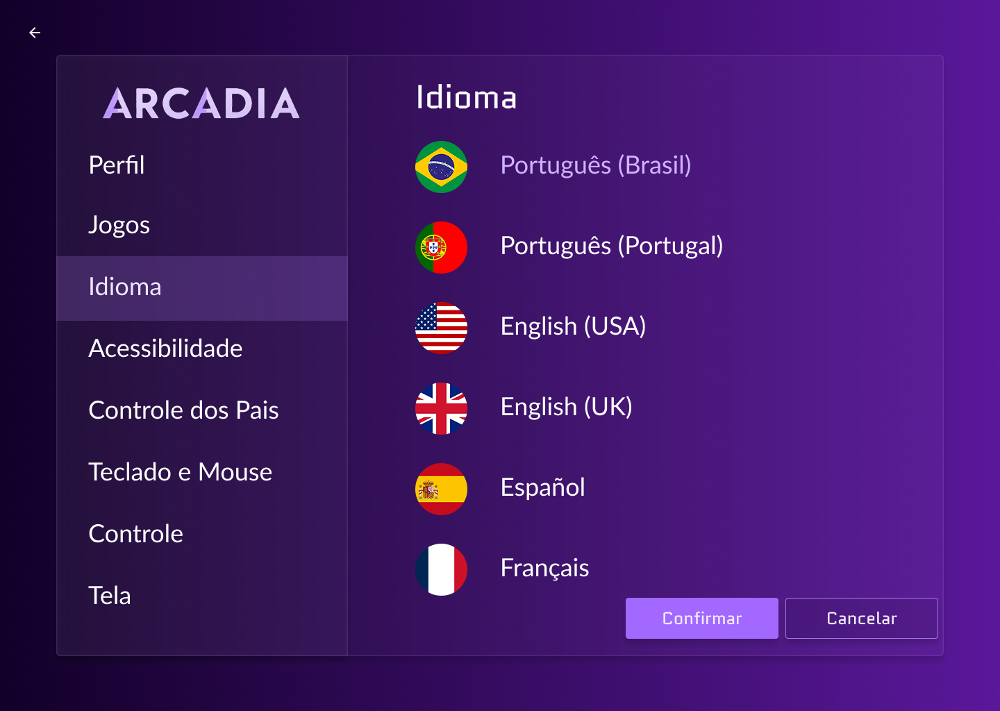 ARCADIA
Perfil
Jogos
Idioma
Acessibilidade
Controle dos Pais
Teclado e Mouse
Controle
Tela
Idioma
Português (Brasil)
Português (Portugal)
English (USA)
English (UK)
Español
Français
Confirmar
Cancelar